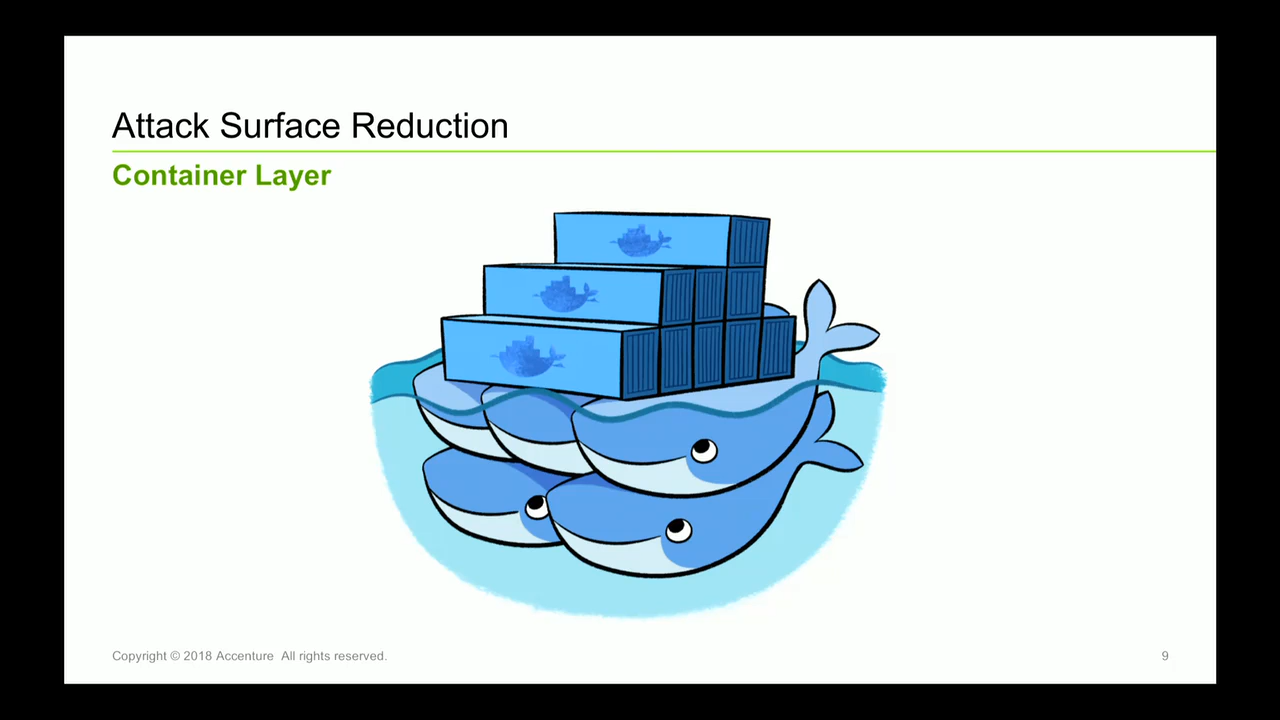 Attack Surface Reduction
Container Layer
Copyright © 2018 Accenture  All rights reserved.
9